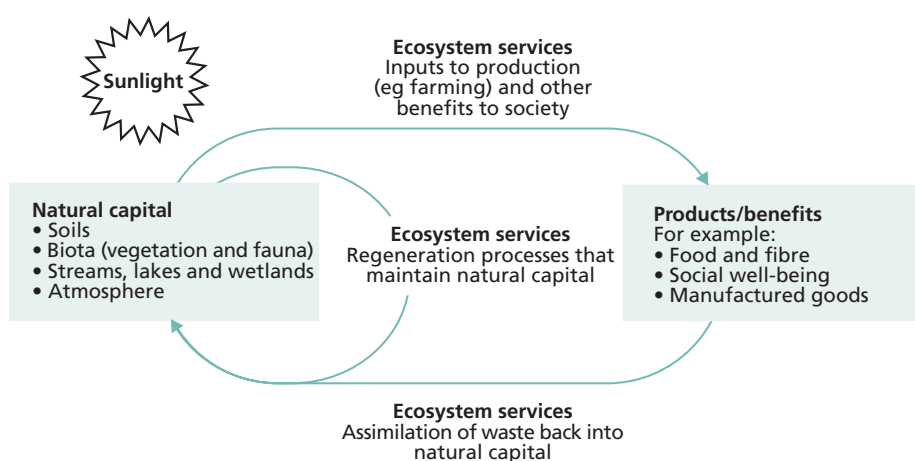 Sunlight
Ecosystem services
Inputs to production
(eg farming) and other
benefits to society
Natural capital
• Soils
• Biota (vegetation and fauna)
• Streams, lakes and wetlands
• Atmosphere
Ecosystem services
Regeneration processes that
maintain natural capital
Products/benefits
For example:
• Food and fibre
• Social well-being
• Manufactured goods
Ecosystem services
Assimilation of waste back into
natural capital